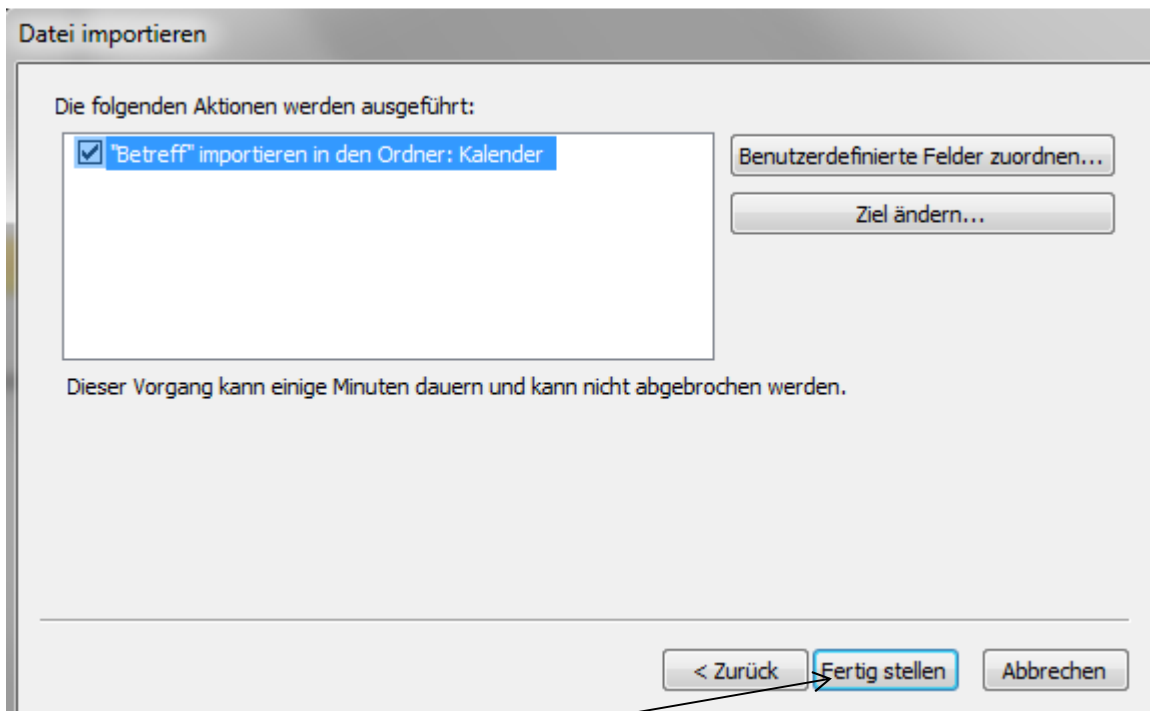 Datei importieren
Die folgenden Aktionen werden ausgeführt:
"Betreff" importieren in den Ordner: Kalender
Benutzerdefinierte Felder zuordnen...
Ziel ändern...
Dieser Vorgang kann einige Minuten dauern und kann nicht abgebrochen werden.
< Zurück
Fertig stellen
Abbrechen